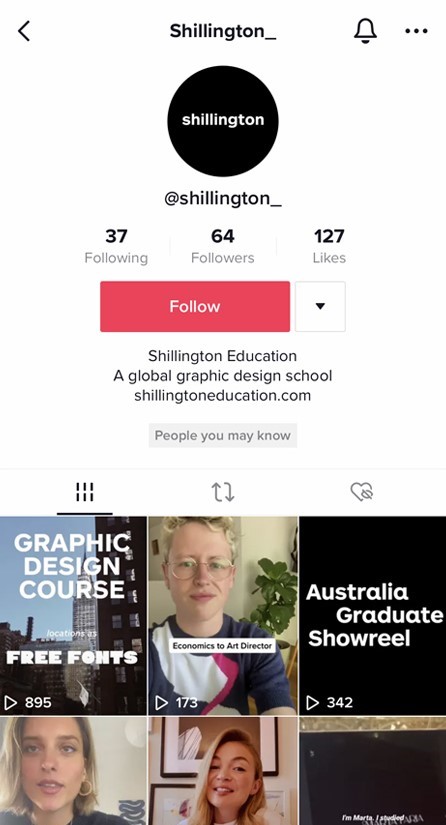 Shillington_
shillington
@shillington_
37
Following
64
Followers
127
Likes
Follow
Shillington Education
A global graphic design school
shillingtoneducation.com
People you may know
GRAPHIC
DESIGN
COURSE
locations as
FREE FONTS
895
Economics to Art Director
173
Australia
Graduate
Showreel
342
I'm Marta, I studied